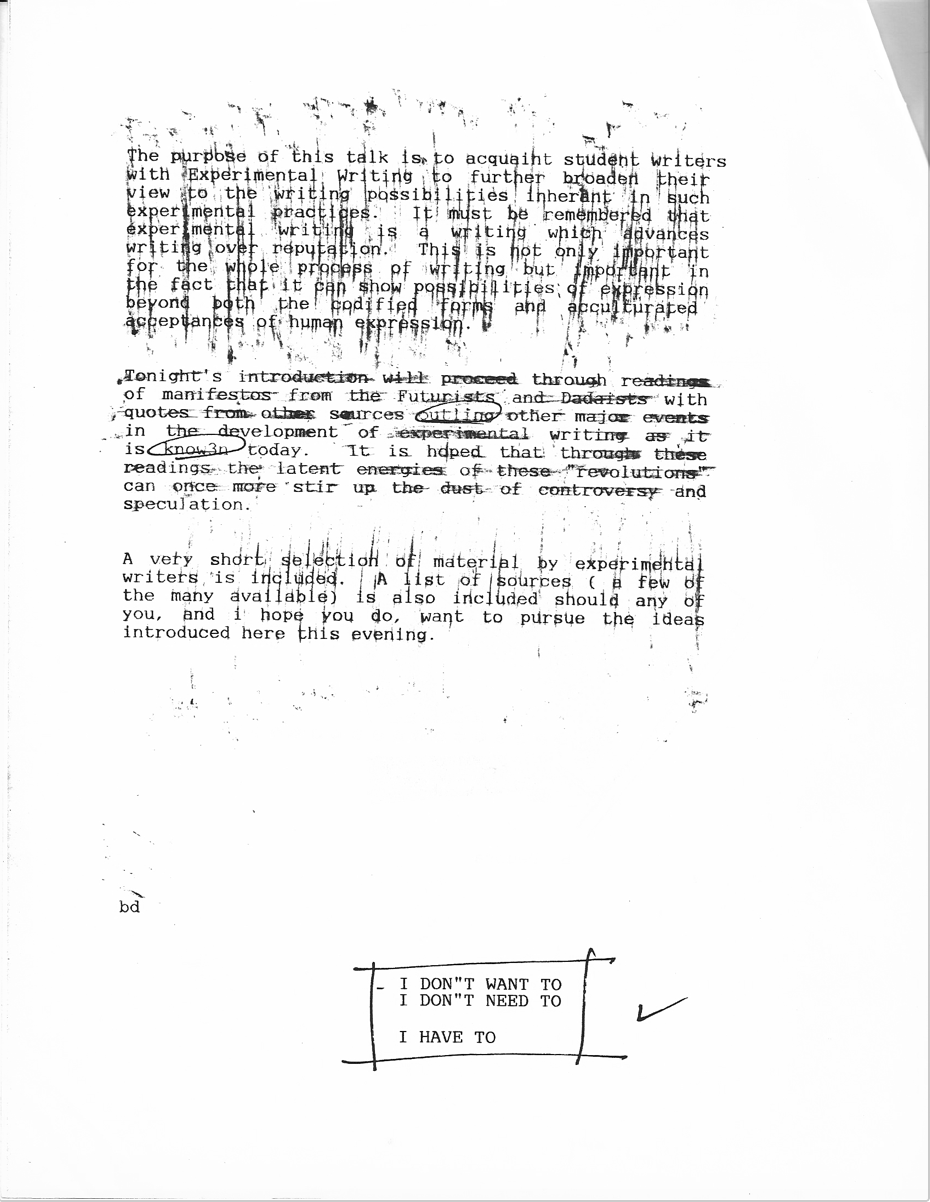 The purpose of this talk is to acquaint student writers
with Experimental Writing to further broaden their
view to the writing possibilities inherent in such
experimental practices. It must be remembered that
experimental writing is a writing which advances
writing over reputation. This is not only important
for the whole process of writing but important in
the fact that it can show possibilities of expression
beyond both the codified forms and acculturated
acceptances of human expression.
Tonight's introduction will proceed through readings
of manifestos from the Futurists and Dadaists with
quotes from other sources outling other major events
in the development of experimental writing as it
is know3n today. It is hoped that through these
readings the latent energies of these "revolutions"
can once more stir up the dust of controversy and
speculation.
A very short selection of material by experimental
writers is included. A list of sources ( a few of
the many available) is also included should any of
you, and i hope you do, want to pursue the ideas
introduced here this evening.
bd
- I DON"T WANT TO
I DON"T NEED TO
I HAVE TO